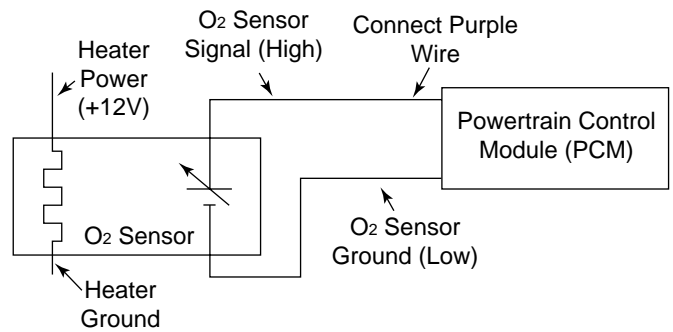 O2 Sensor
Signal (High)
Connect Purple
Wire
Heater
Power
(+12V)
Powertrain Control
Module (PCM)
O2 Sensor
O2 Sensor
Ground (Low)
Heater
Ground